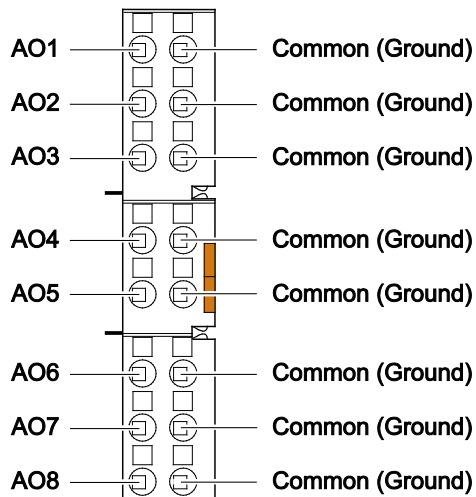 AO1 Common (Ground)
AO2 Common (Ground)
AO3 Common (Ground)
AO4 Common (Ground)
AO5 Common (Ground)
AO6 Common (Ground)
AO7 Common (Ground)
AO8 Common (Ground)